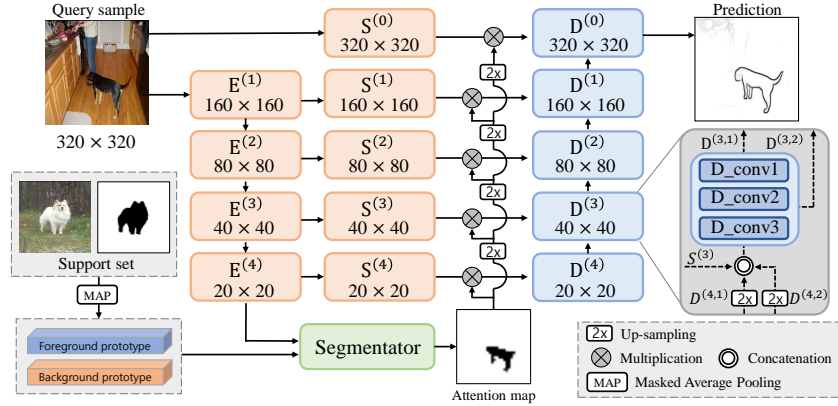 Query sample
320 × 320
Support set
MAP
Foreground prototype
Background prototype
E^(1)
160 × 160
E^(2)
80 × 80
E^(3)
40 × 40
E^(4)
20 × 20
S^(0)
320 × 320
S^(1)
160 × 160
S^(2)
80 × 80
S^(3)
40 × 40
S^(4)
20 × 20
Segmentator
2x
2x
2x
2x
Attention map
D^(0)
320 × 320
D^(1)
160 × 160
D^(2)
80 × 80
D^(3)
40 × 40
D^(4)
20 × 20
Prediction
D^(3,1) D^(3,2)
D_conv1
D_conv2
D_conv3
S^(3)
D^(4,1) 2x 2x D^(4,2)
2x Up-sampling
Multiplication Concatenation
MAP Masked Average Pooling